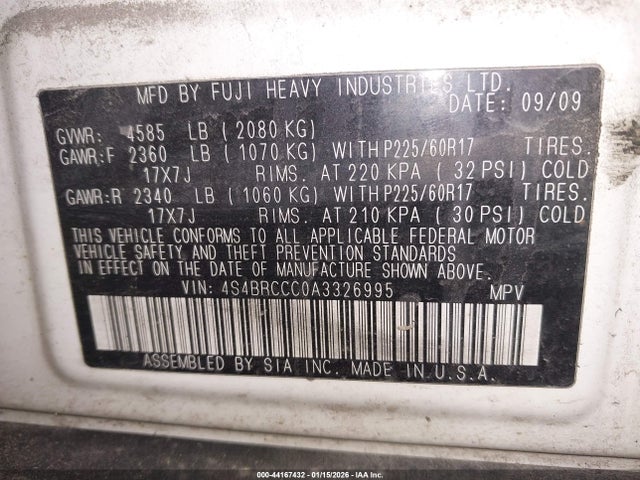 MFD BY FUJI HEAVY INDUSTRIES LTD.
DATE: 09/09
GVWR: 4585 LB ( 2080 KG)
GAWR:F 2360 LB ( 1070 KG) WITH P225/60R17 TIRES.
17X7J RIMS. AT 220 KPA ( 32 PSI) COLD
GAWR:R 2340 LB ( 1060 KG) WITH P225/60R17 TIRES.
17X7J RIMS. AT 210 KPA ( 30 PSI) COLD
THIS VEHICLE CONFORMS TO ALL APPLICABLE FEDERAL MOTOR
VEHICLE SAFETY AND THEFT PREVENTION STANDARDS
IN EFFECT ON THE DATE OF MANUFACTURE SHOWN ABOVE.
VIN: 4S4BRCCC0A3326995 MPV
ASSEMBLED BY SIA INC. MADE IN U.S.A.
000-44167432 - 01/15/2026 - IAA Inc.